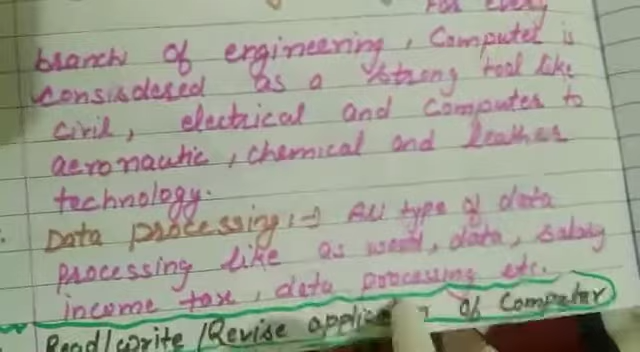 For every
branch of engineering, Computer is
consisdered as a strong tool like
civil, electrical and Computer to
aeronautic, chemical and leather
technology.
Data processing :-> All type of data
processing like as word, data, salary
income tax, data processing etc.
Read/write/Revise of Computer